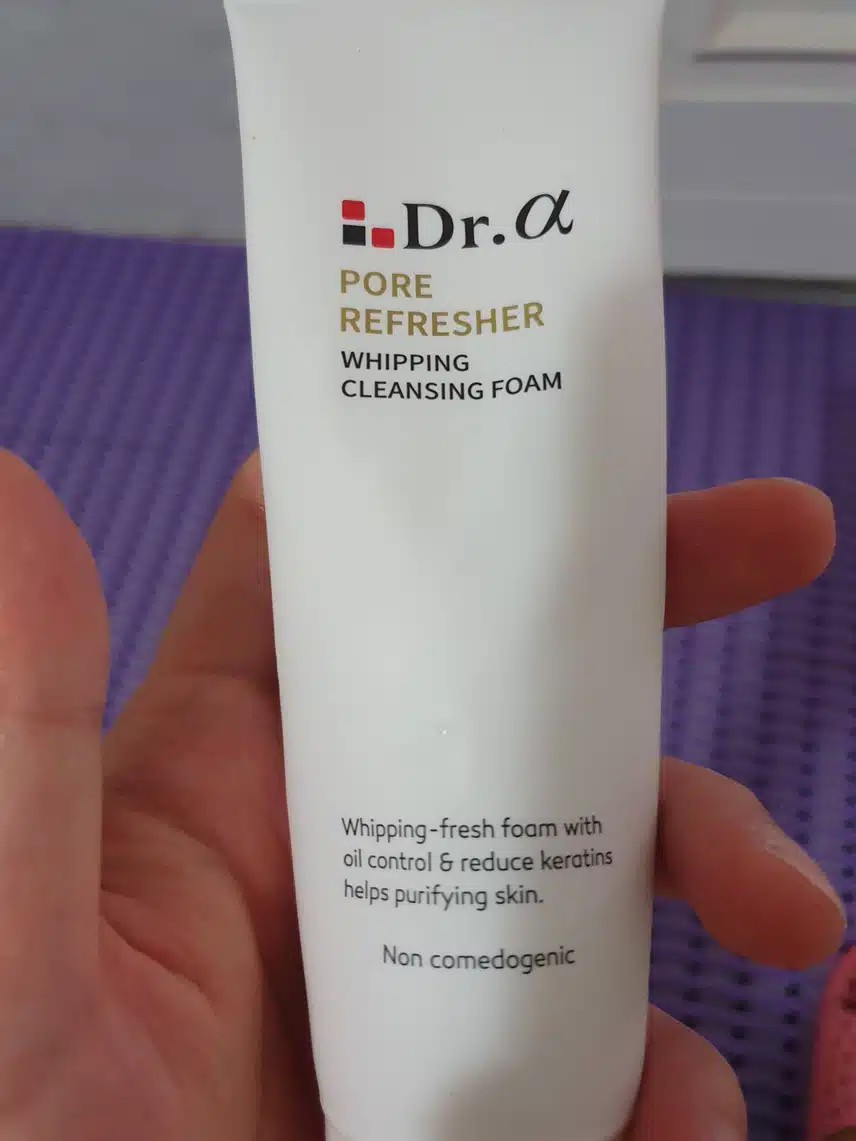 Dr.α
PORE
REFRESHER
WHIPPING
CLEANSING FOAM
Whipping-fresh foam with
oil control & reduce keratins
helps purifying skin.
Non comedogenic